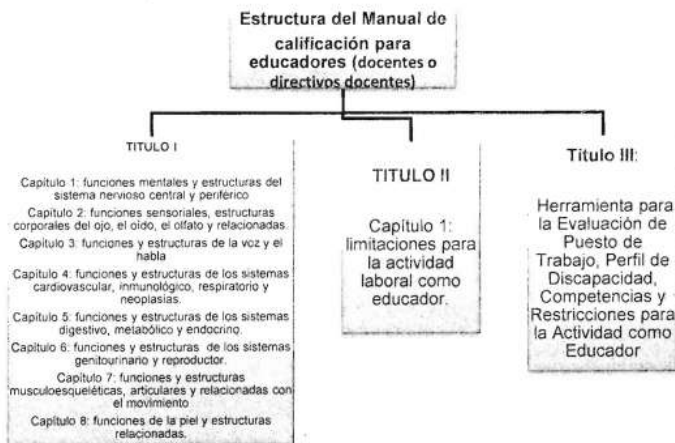 Estructura del Manual de
calificación para
educadores (docentes o
directivos docentes)
TITULO I
Capítulo 1: funciones mentales y estructuras del
sistema nervioso central y periférico
Capítulo 2: funciones sensoriales, estructuras
corporales del ojo, el oído, el olfato y relacionadas.
Capítulo 3: funciones y estructuras de la voz y el
habla
Capítulo 4: funciones y estructuras de los sistemas
cardiovascular, inmunológico, respiratorio y
neoplasias.
Capítulo 5: funciones y estructuras de los sistemas
digestivo, metabólico y endocrino.
Capítulo 6: funciones y estructuras de los sistemas
genitourinario y reproductor.
Capítulo 7: funciones y estructuras
musculoesqueléticas, articulares y relacionadas con
el movimiento
Capítulo 8: funciones de la piel y estructuras
relacionadas.
TITULO II
Capítulo 1:
limitaciones para
la actividad
laboral como
educador.
Titulo III:
Herramienta para
la Evaluación de
Puesto de
Trabajo, Perfil de
Discapacidad,
Competencias y
Restricciones para
la Actividad como
Educador